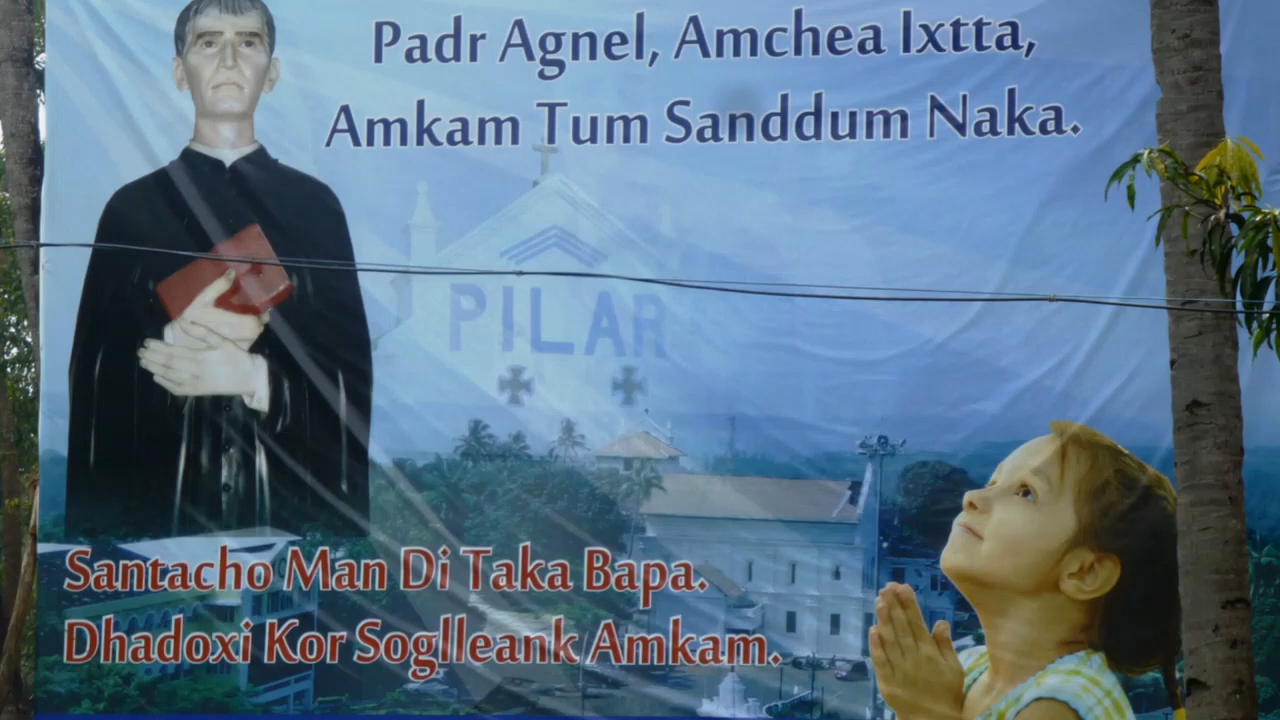 Padr Agnel, Amchea Ixtta,
Amkam Tum Sanddum Naka.
PILAR
Santacho Man Di Taka Bapa.
Dhadoxi Kor Soglleank Amkam.